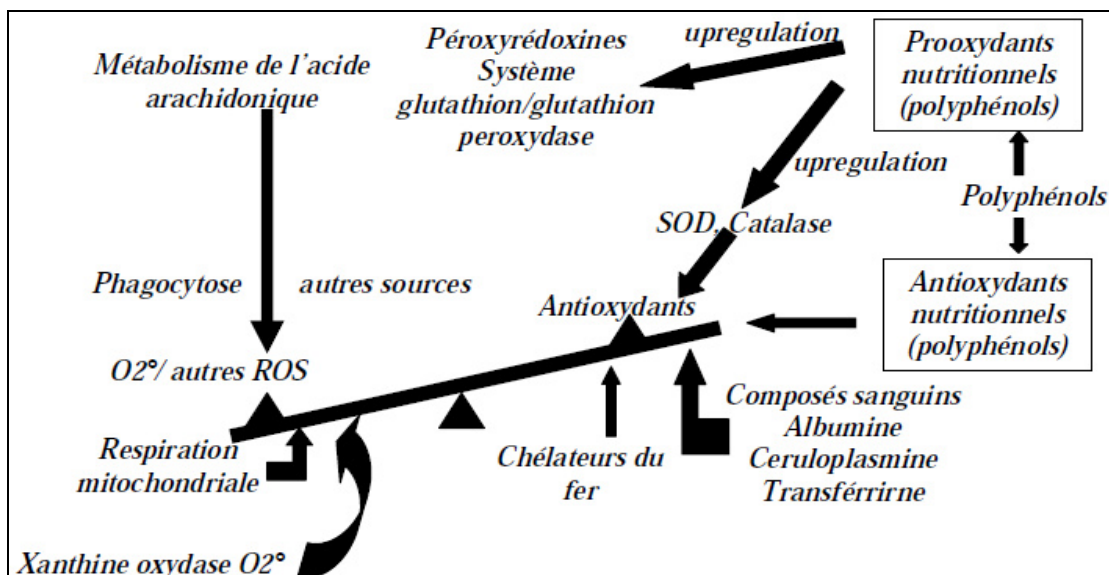 Métabolisme de l'acide
arachidonique
Péroxyrédoxines
Système
glutathion/glutathion
peroxydase
upregulation
Prooxydants
nutritionnels
(polyphénols)
upregulation
Polyphénols
SOD, Catalase
Phagocytose autres sources
Antioxydants
Antioxydants
nutritionnels
(polyphénols)
O2°/ autres ROS
Respiration
mitochondriale
Chélateurs du
fer
Composés sanguins
Albumine
Ceruloplasmine
Transférrirne
Xanthine oxydase O2°